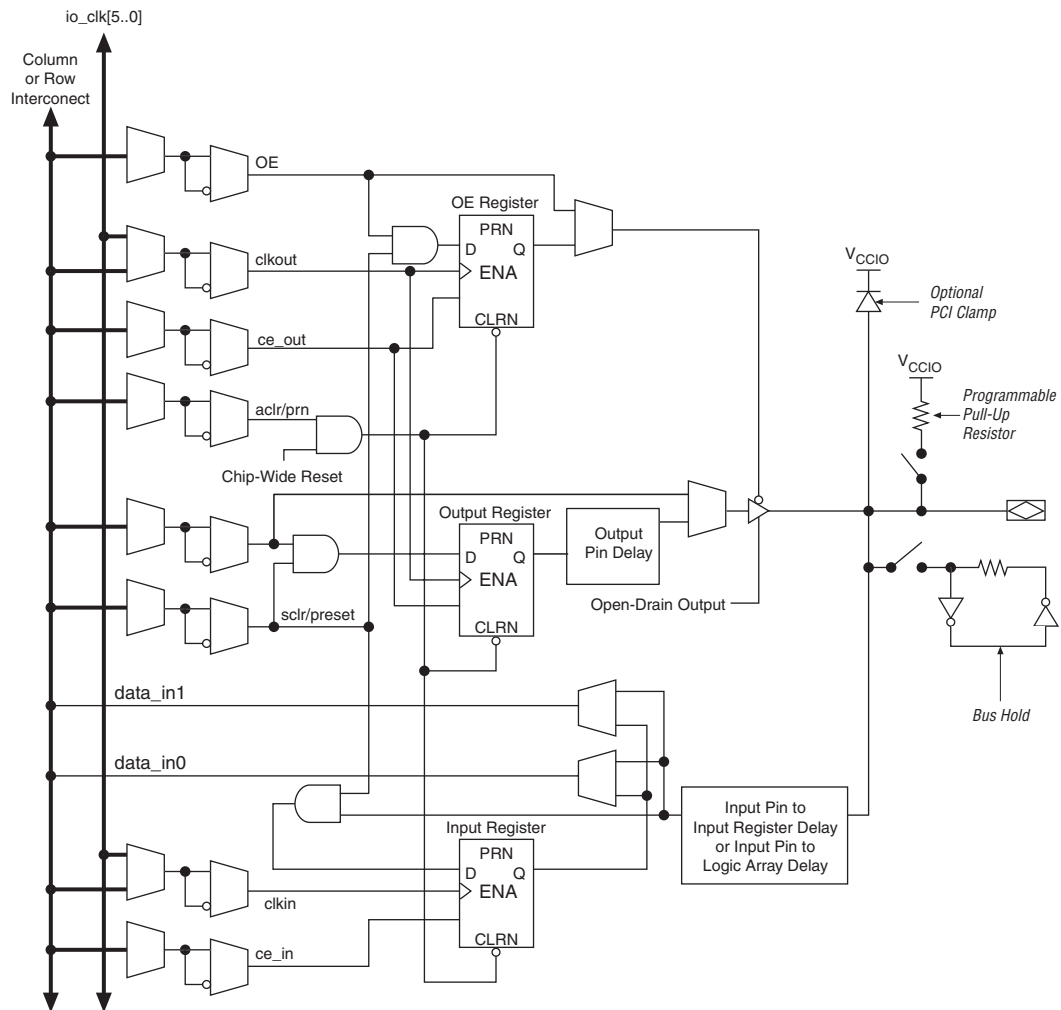 io_clk[5..0]
Column
or Row
Interconect
OE
OE Register
PRN
D
Q
clkout
ENA
VCCIO
Optional
PCI Clamp
CLRN
ce_out
VCCIO
Programmable
Pull-Up
Resistor
aclr/prn
Chip-Wide Reset
Output Register
PRN
D
Q
Output
Pin Delay
ENA
Open-Drain Output
sclr/preset
CLRN
data_in1
Bus Hold
data_in0
Input Pin to
Input Register Delay
or Input Pin to
Logic Array Delay
Input Register
PRN
D
Q
ENA
clkin
CLRN
ce_in